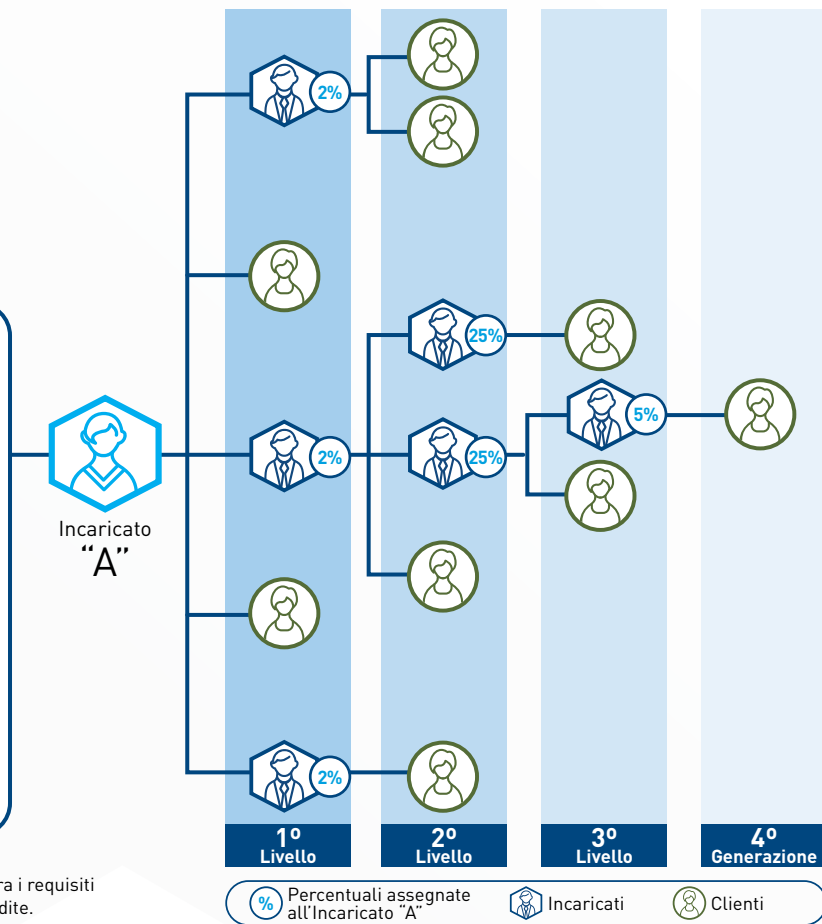 2%
25%
2%
25%
5%
2%
Incaricato
“A”
1º
Livello
2º
Livello
3º
Livello
4º
Generazione
ra i requisiti
dite.
% Percentuali assegnate
all'Incaricato “A”
Incaricati
Clienti